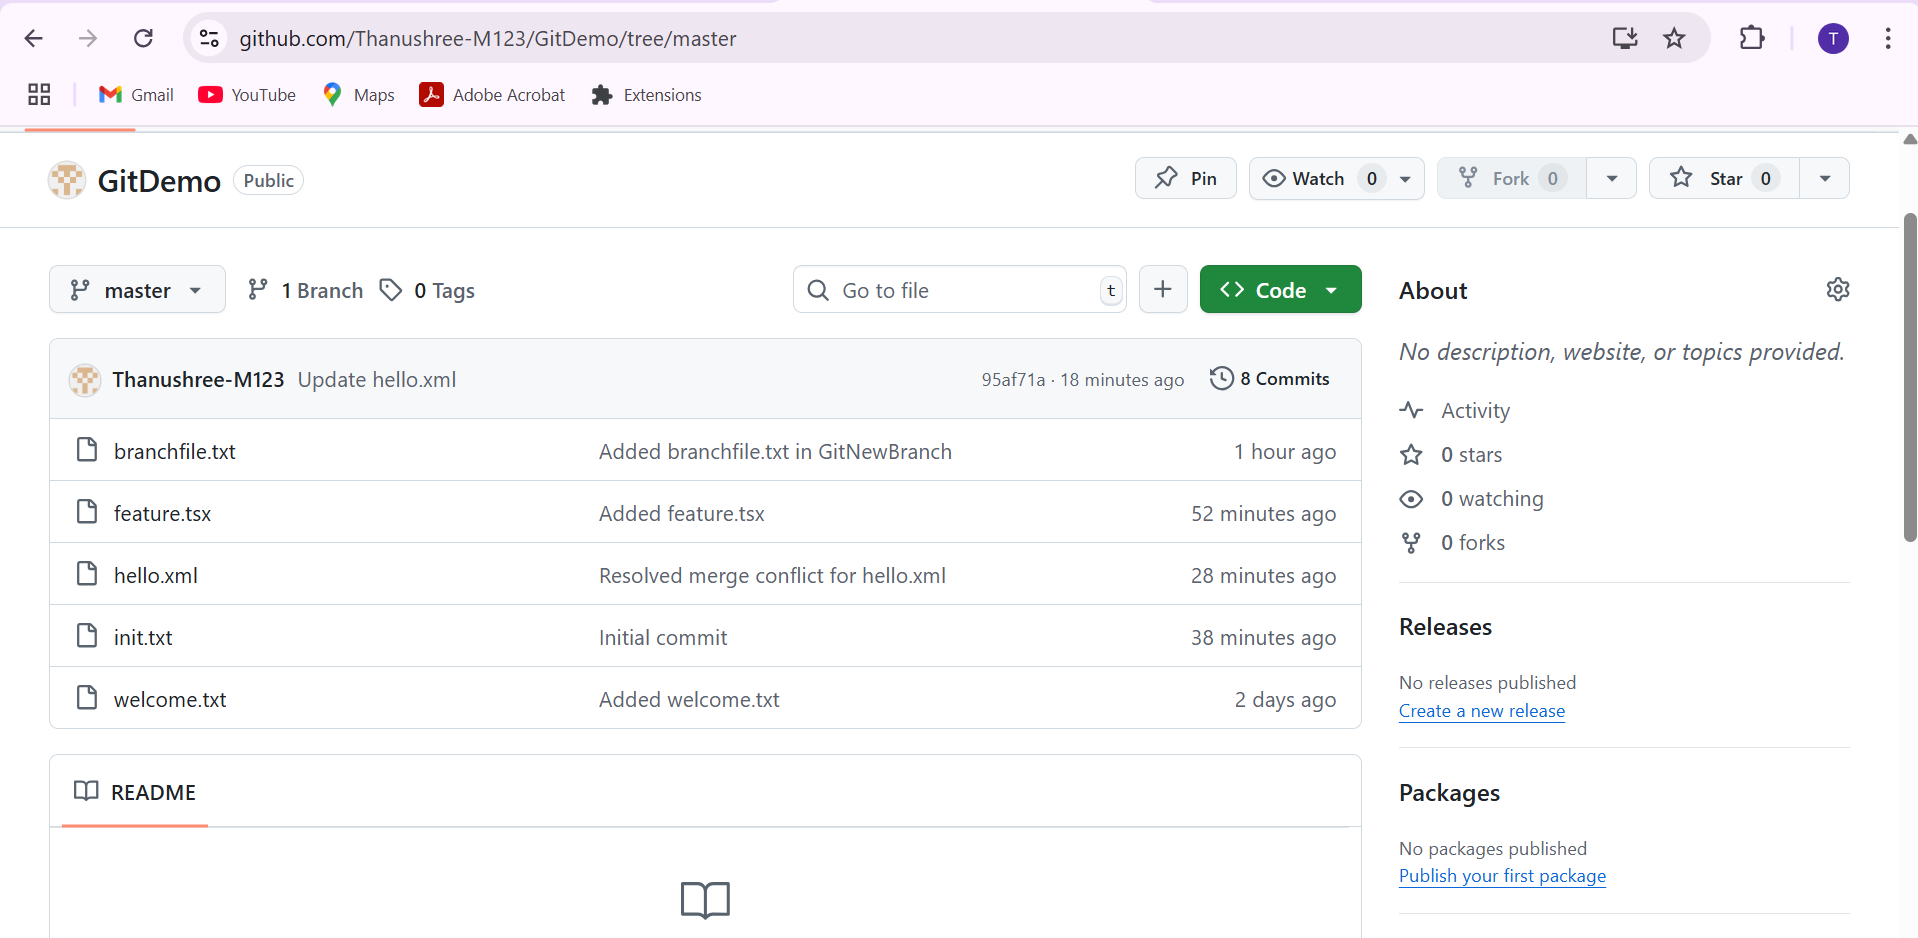 github.com/Thanushree-M123/GitDemo/tree/master
T
Gmail YouTube Maps Adobe Acrobat Extensions
GitDemo Public Pin Watch 0 Fork 0 Star 0
master 1 Branch 0 Tags Go to file t + <> Code
Thanushree-M123 Update hello.xml 95af71a · 18 minutes ago 8 Commits
branchfile.txt Added branchfile.txt in GitNewBranch 1 hour ago
feature.tsx Added feature.tsx 52 minutes ago
hello.xml Resolved merge conflict for hello.xml 28 minutes ago
init.txt Initial commit 38 minutes ago
welcome.txt Added welcome.txt 2 days ago
README
About
No description, website, or topics provided.
Activity
0 stars
0 watching
0 forks
Releases
No releases published
Create a new release
Packages
No packages published
Publish your first package